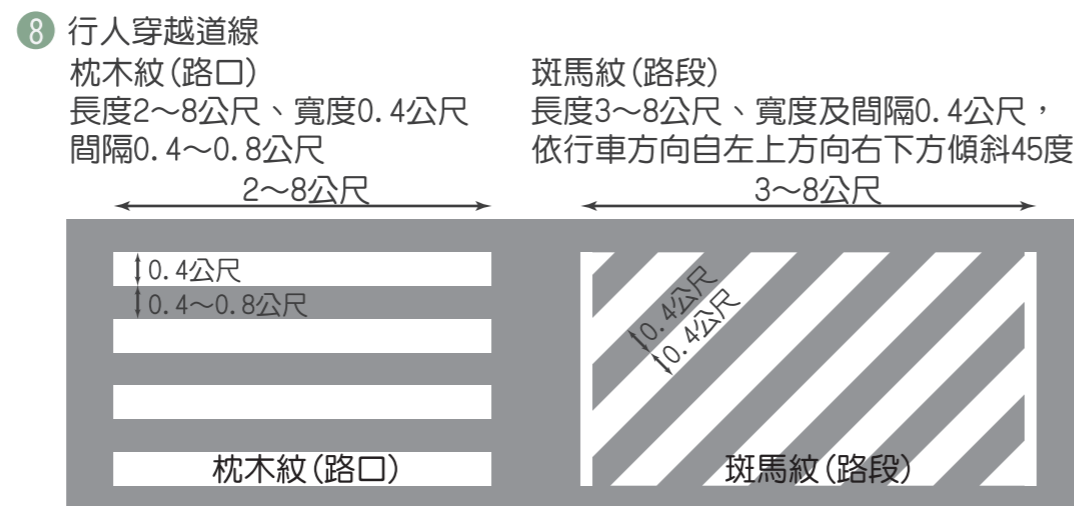 8 行人穿越道線
枕木紋(路口)
長度2～8公尺、寬度0.4公尺
間隔0.4～0.8公尺
斑馬紋(路段)
長度3～8公尺、寬度及間隔0.4公尺，
依行車方向自左上方向右下方傾斜45度
2～8公尺
3～8公尺
0.4公尺
0.4～0.8公尺
0.4公尺
0.4公尺
枕木紋(路口)
斑馬紋(路段)